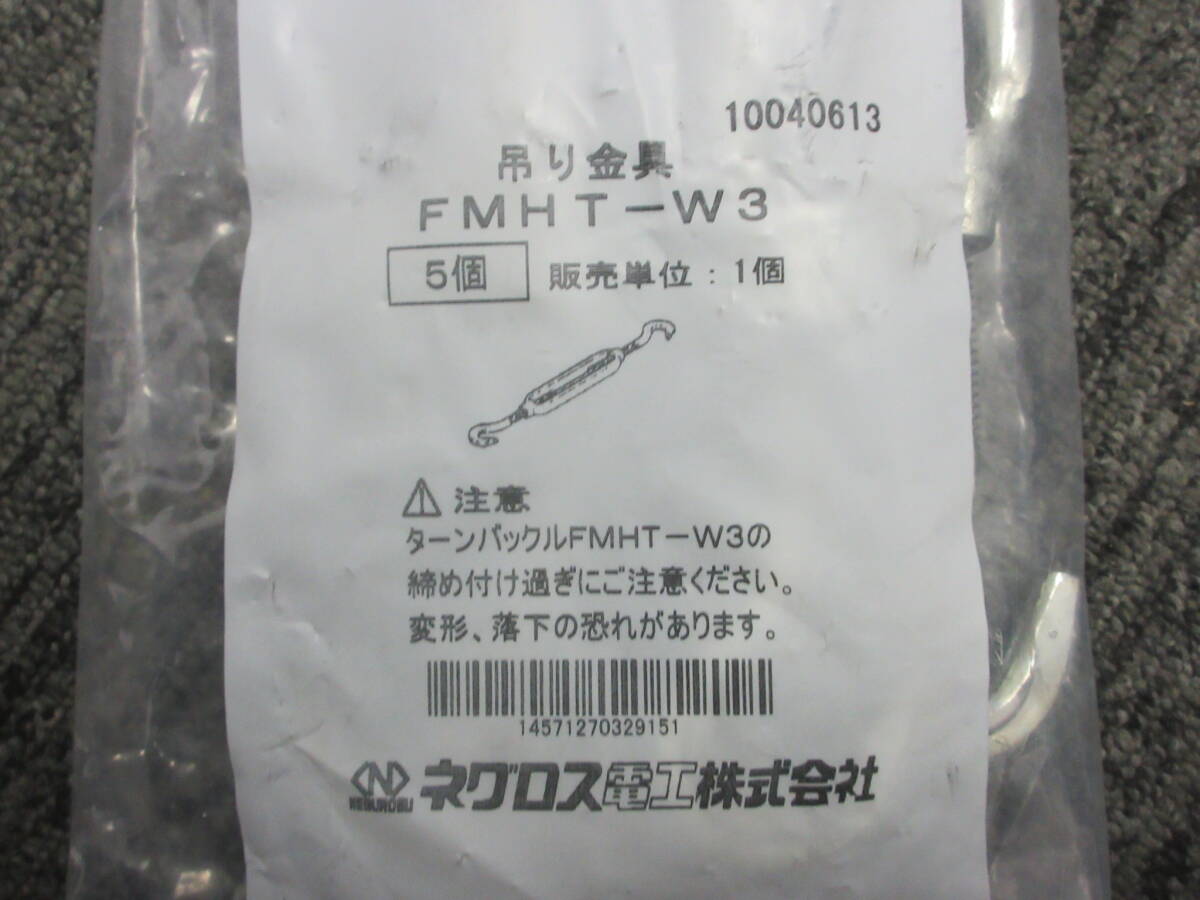 10040613
吊り金具
FMHT－W3
5個 販売単位：1個
注意
ターンバックルFMHT－W3の
締め付け過ぎにご注意ください。
変形、落下の恐れがあります。
14571270329151
NEGUROSU ネグロス電工株式会社